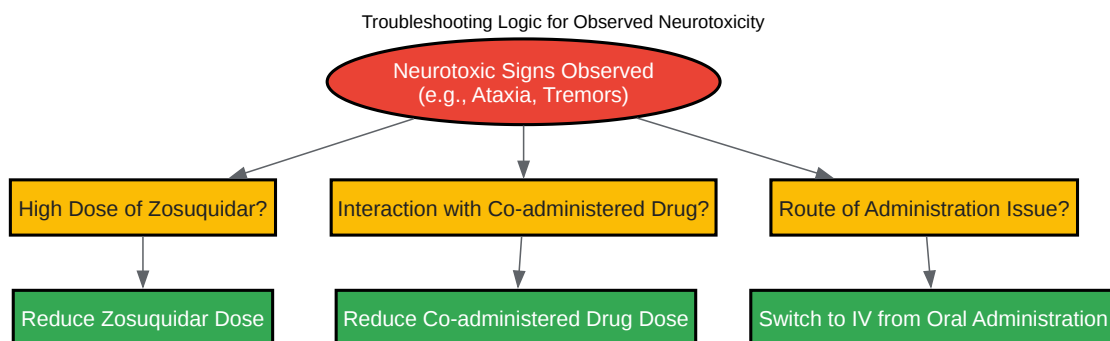 Troubleshooting Logic for Observed Neurotoxicity
Neurotoxic Signs Observed
(e.g., Ataxia, Tremors)
High Dose of Zosuquidar?
Interaction with Co-administered Drug?
Route of Administration Issue?
Reduce Zosuquidar Dose
Reduce Co-administered Drug Dose
Switch to IV from Oral Administration